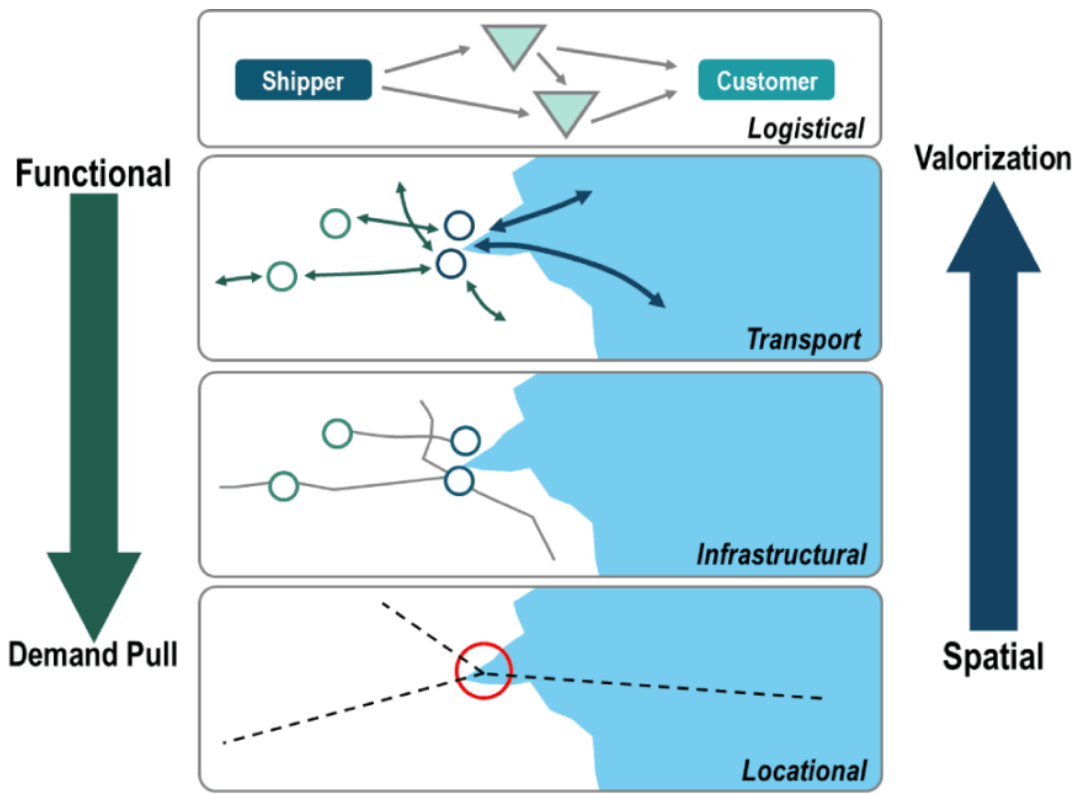 Shipper
Customer
Logistical
Functional
Valorization
Transport
Infrastructural
Demand Pull
Spatial
Locational